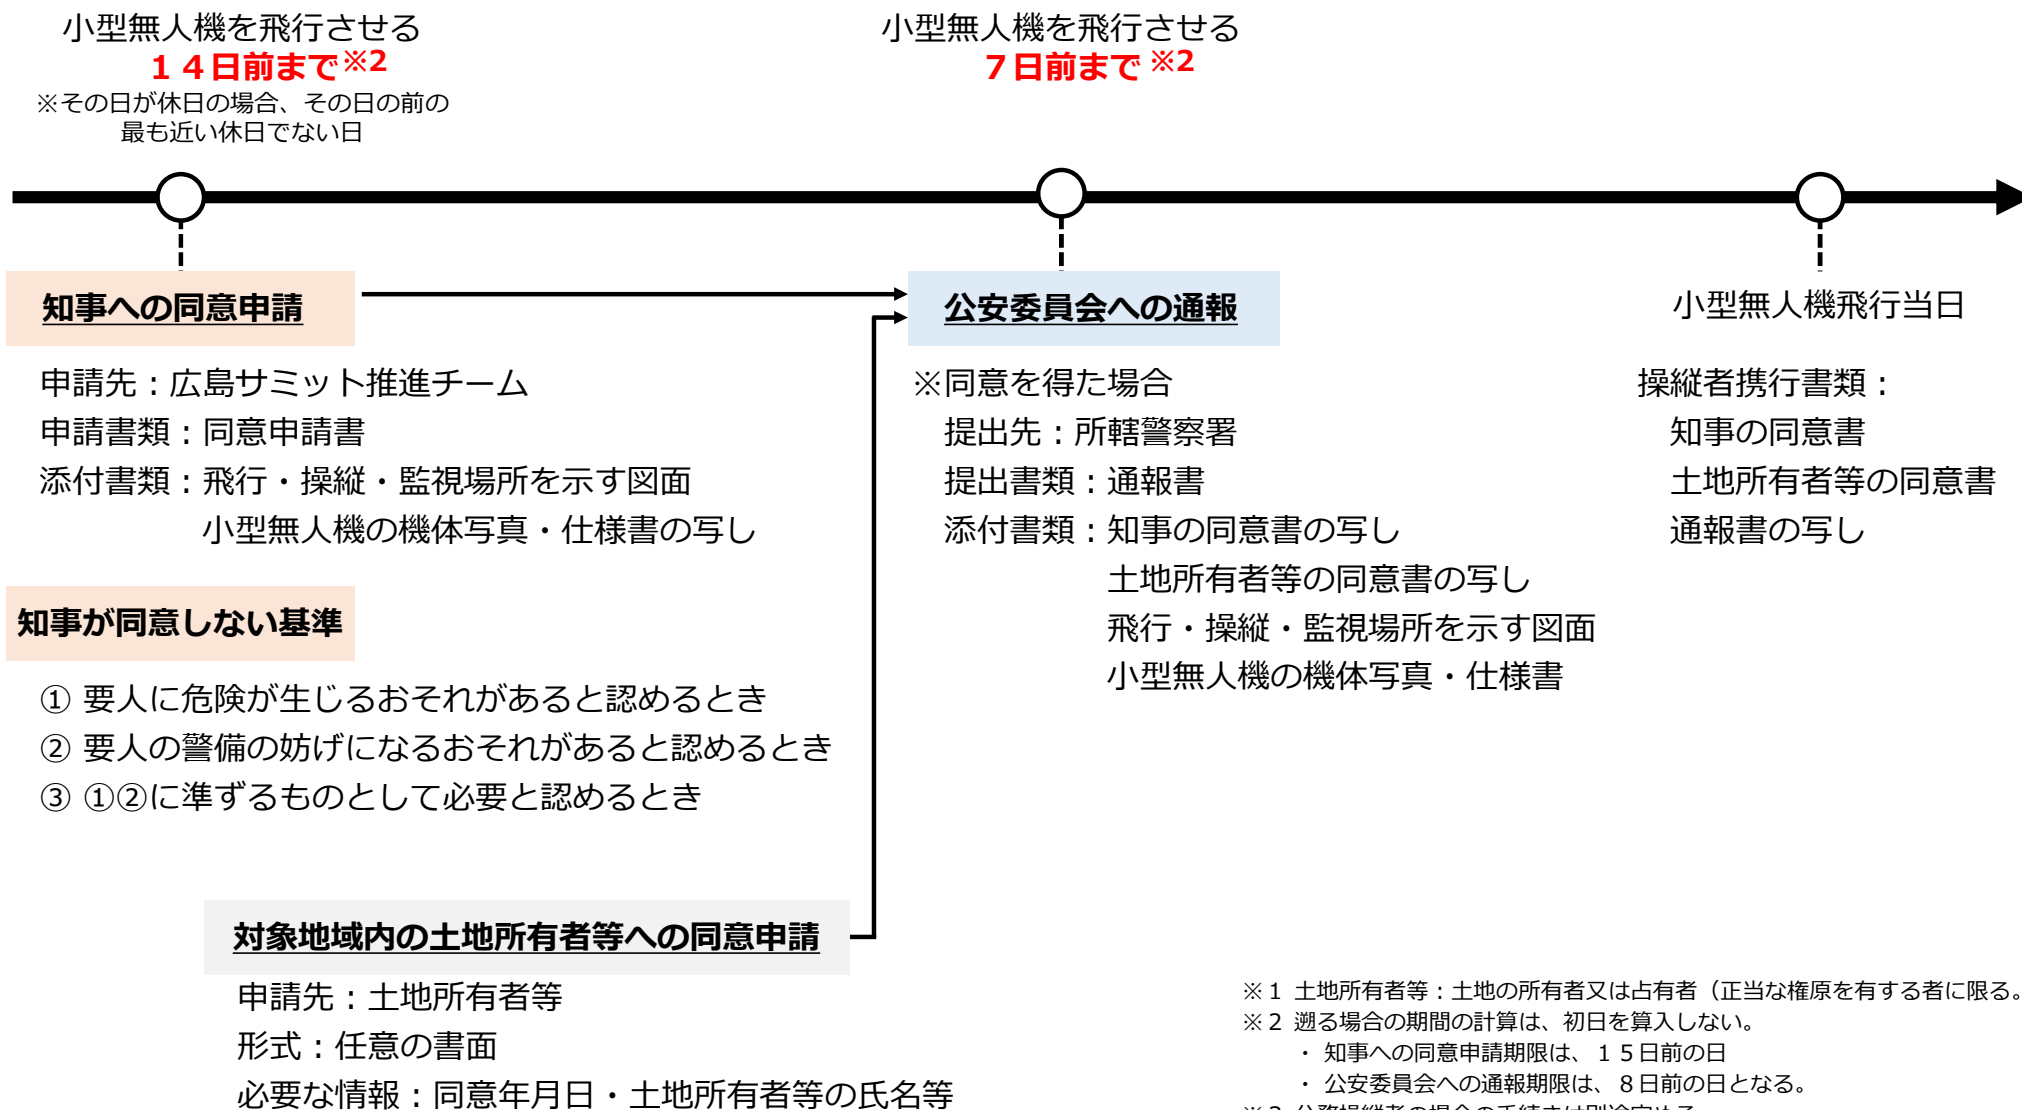 小型無人機を飛行させる
１４日前まで※2
※その日が休日の場合、その日の前の
最も近い休日でない日
小型無人機を飛行させる
７日前まで※2
知事への同意申請
申請先：広島サミット推進チーム
申請書類：同意申請書
添付書類：飛行・操縦・監視場所を示す図面
小型無人機の機体写真・仕様書の写し
知事が同意しない基準
① 要人に危険が生じるおそれがあると認めるとき
② 要人の警備の妨げになるおそれがあると認めるとき
③ ①②に準ずるものとして必要と認めるとき
対象地域内の土地所有者等への同意申請
申請先：土地所有者等
形式：任意の書面
必要な情報：同意年月日・土地所有者等の氏名等
公安委員会への通報
※同意を得た場合
提出先：所轄警察署
提出書類：通報書
添付書類：知事の同意書の写し
土地所有者等の同意書の写し
飛行・操縦・監視場所を示す図面
小型無人機の機体写真・仕様書
小型無人機飛行当日
操縦者携行書類：
知事の同意書
土地所有者等の同意書
通報書の写し
※１ 土地所有者等：土地の所有者又は占有者（正当な権原を有する者に限る。
※２ 遡る場合の期間の計算は、初日を算入しない。
・ 知事への同意申請期限は、１５日前の日
・ 公安委員会への通報期限は、８日前の日となる。
※３ 公務操縦者の場合の手続きは別途定める